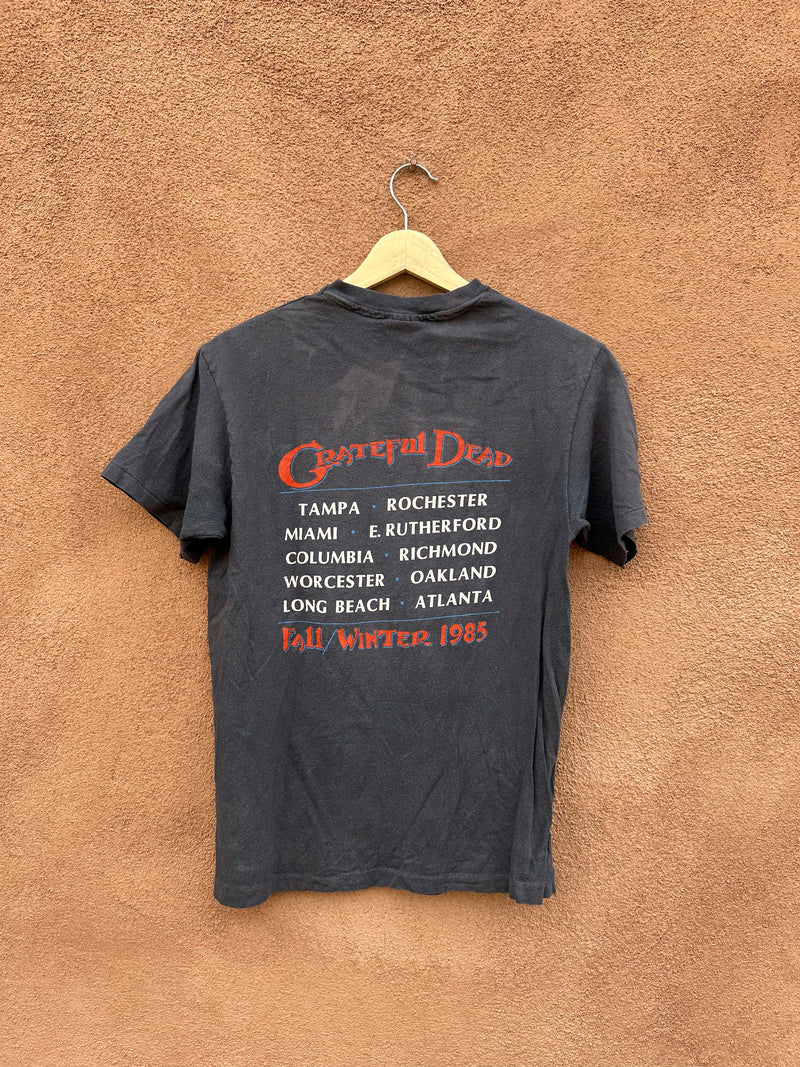 GRATEFUL DEAD
TAMPA · ROCHESTER
MIAMI · E. RUTHERFORD
COLUMBIA · RICHMOND
WORCESTER · OAKLAND
LONG BEACH · ATLANTA
FALL/WINTER 1985